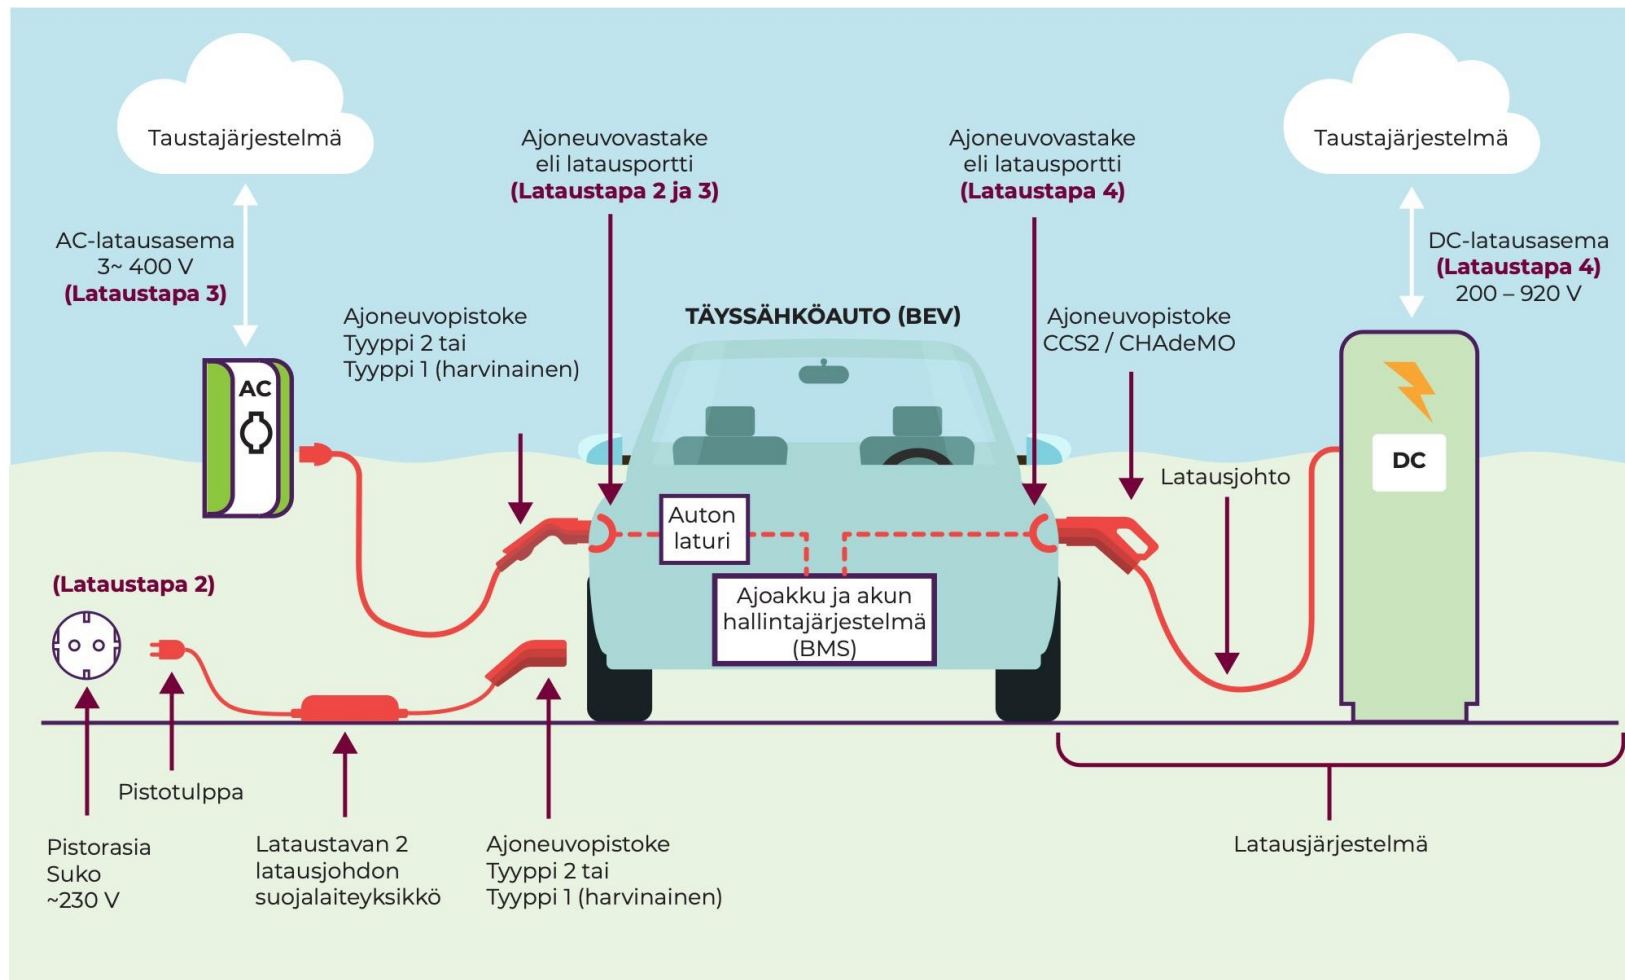 Taustajärjestelmä
Ajoneuvovastake
eli latausportti
(Lataustapa 2 ja 3)
Ajoneuvovastake
eli latausportti
(Lataustapa 4)
Taustajärjestelmä
AC-latausasema
3~ 400 V
(Lataustapa 3)
DC-latausasema
(Lataustapa 4)
200 – 920 V
Ajoneuvopistoke
Tyyppi 2 tai
Tyyppi 1 (harvinainen)
TÄYSSÄHKÖAUTO (BEV)
Ajoneuvopistoke
CCS2 / CHAdeMO
AC
DC
Latausjohto
Auton
laturi
Ajoakku ja akun
hallintajärjestelmä
(BMS)
(Lataustapa 2)
Pistotulppa
Pistorasia
Suko
~230 V
Lataustavan 2
latausjohdon
suojalaiteyksikkö
Ajoneuvopistoke
Tyyppi 2 tai
Tyyppi 1 (harvinainen)
Latausjärjestelmä